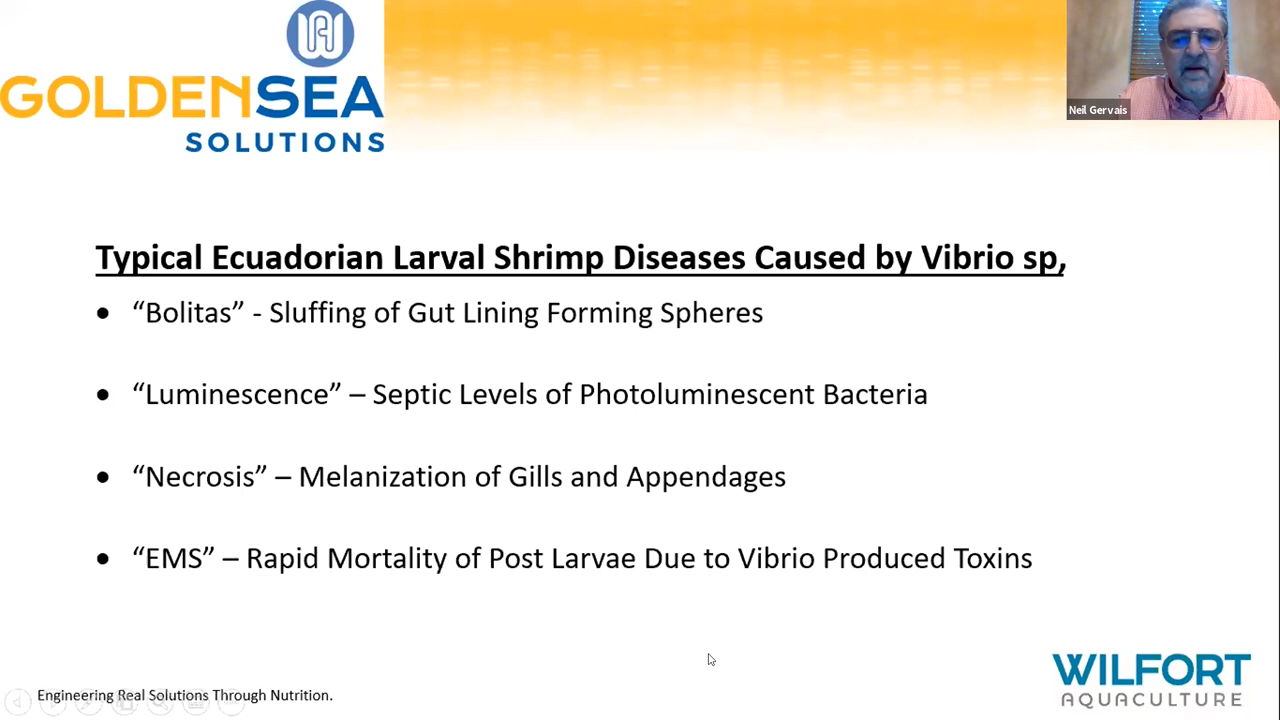 GOLDENSEA
SOLUTIONS
Neil Gervais
Typical Ecuadorian Larval Shrimp Diseases Caused by Vibrio sp,
• “Bolitas” - Sluffing of Gut Lining Forming Spheres
• “Luminescence” – Septic Levels of Photoluminescent Bacteria
• “Necrosis” – Melanization of Gills and Appendages
• “EMS” – Rapid Mortality of Post Larvae Due to Vibrio Produced Toxins
Engineering Real Solutions Through Nutrition.
WILFORT
AQUACULTURE